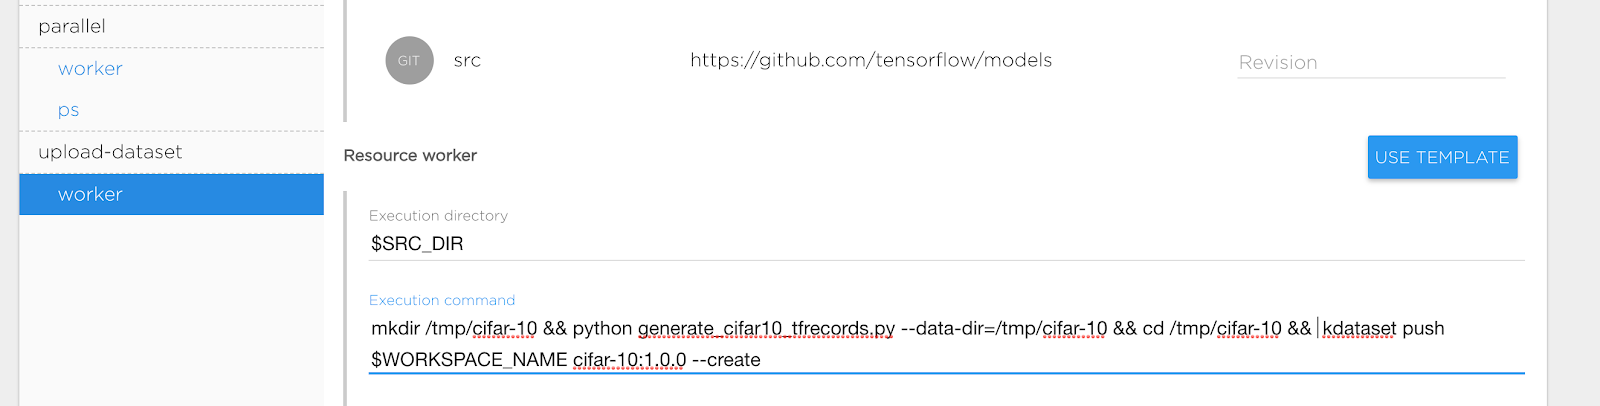 parallel
worker
ps
upload-dataset
worker
GIT
src
https://github.com/tensorflow/models
Revision
Resource worker
USE TEMPLATE
Execution directory
$SRC_DIR
Execution command
mkdir /tmp/cifar-10 && python generate_cifar10_tfrecords.py --data-dir=/tmp/cifar-10 && cd /tmp/cifar-10 && kdataset push
$WORKSPACE_NAME cifar-10:1.0.0 --create